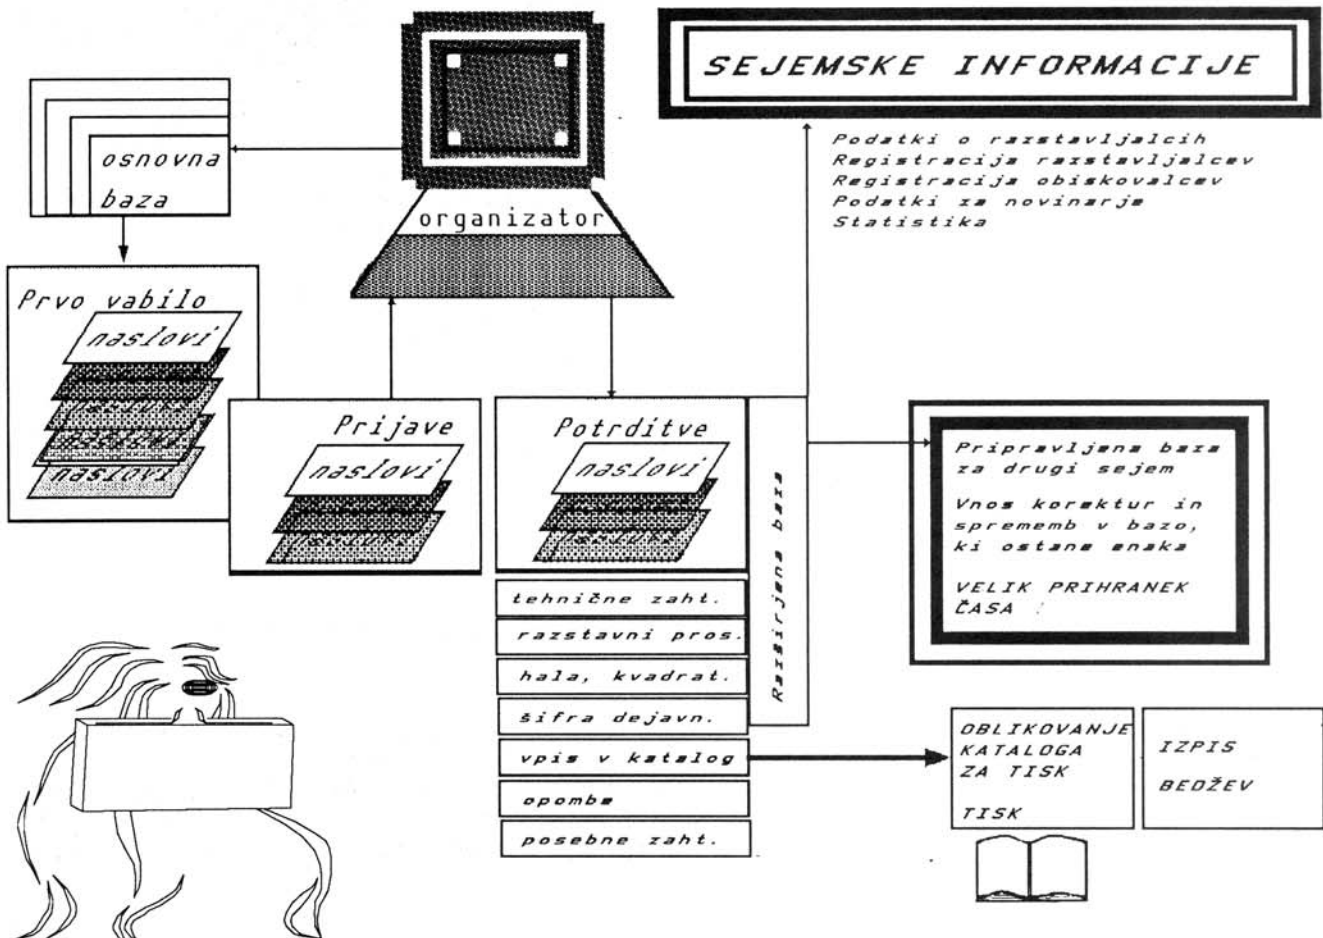 SEJEMSKE INFORMACIJE
Podatki o razstavljalcih
Registracija razstavljalcev
Registracija obiskovalcev
Podatki za novinarje
Statistika
organizator
osnovna
baza
Prvo vabilo
naslovi
naslovi
Prijave
naslovi
Potrditve
naslovi
Razširjena baza
tehnične zaht.
razstavni pros.
hala, kvadrat.
šifra dejavn.
vpis v katalog
opombe
posebne zaht.
Pripravljena baza
za drugi sejem
Vnos korektur in
sprememb v bazo,
ki ostane enaka
VELIK PRIHRANEK
ČASA
OBLIKOVANJE
KATALOGA
ZA TISK
TISK
IZPIS
BEDŽEV